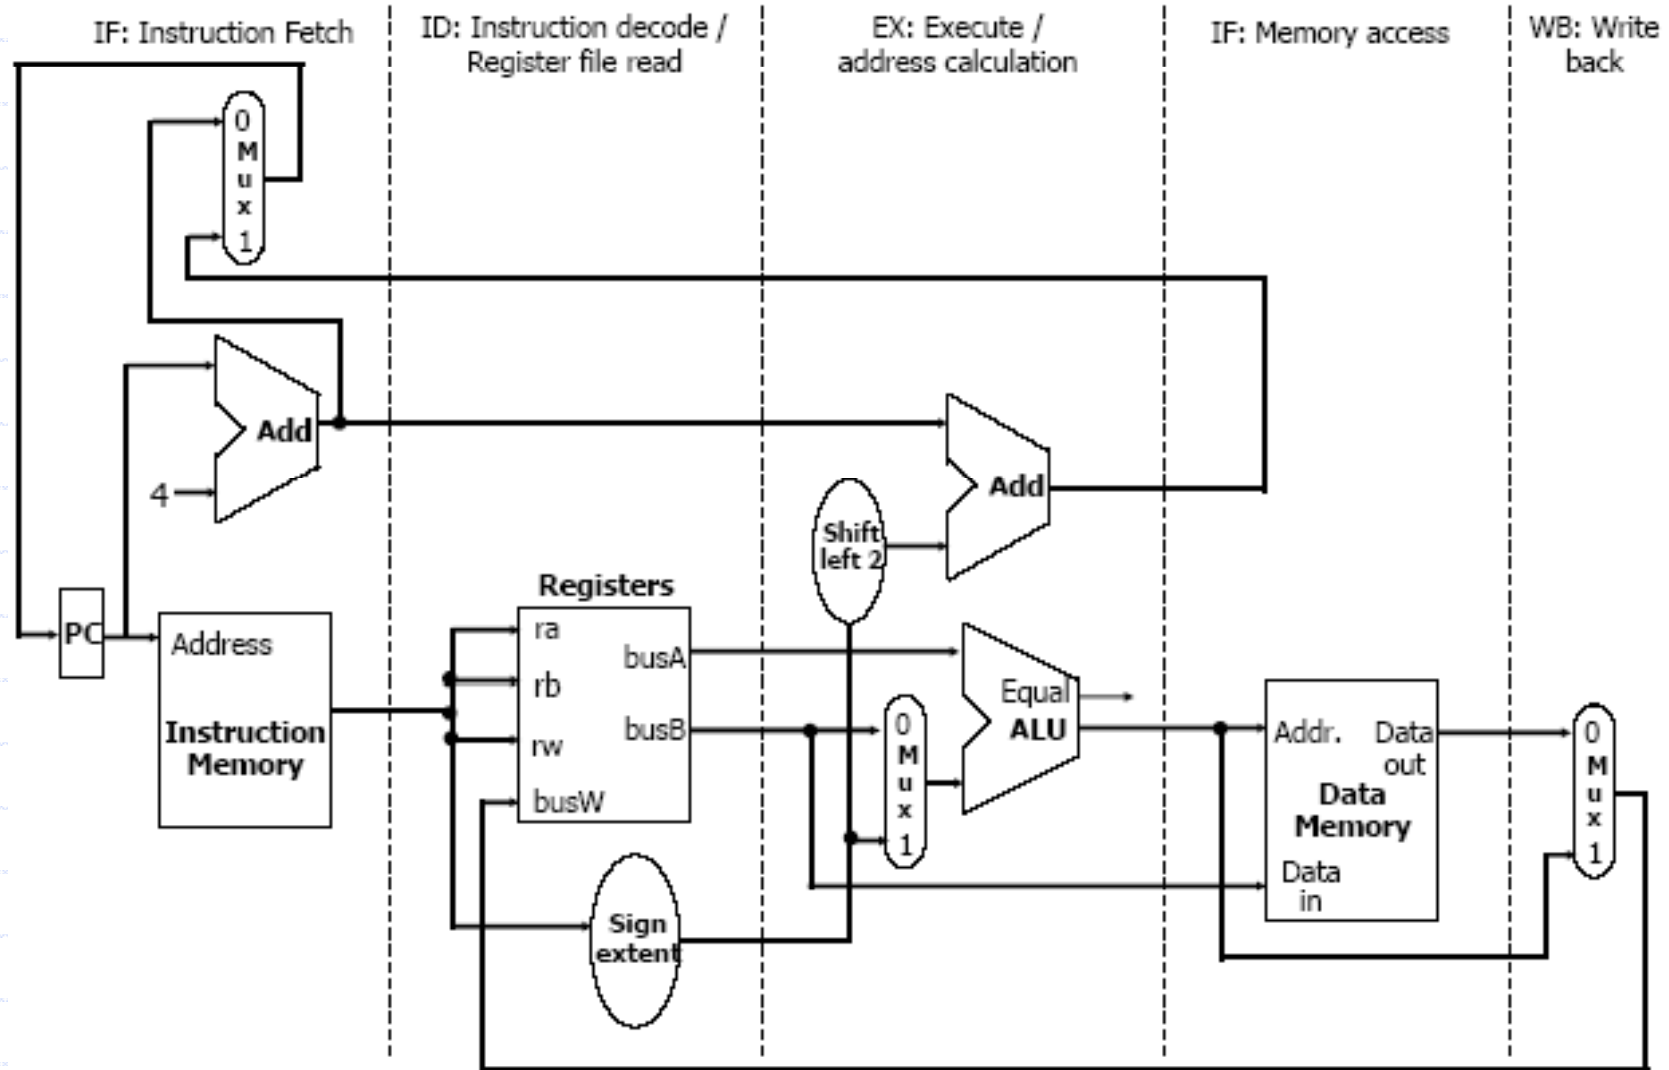 IF: Instruction Fetch
ID: Instruction decode /
Register file read
EX: Execute /
address calculation
IF: Memory access
WB: Write
back
0
M
u
x
1
Add
4
Add
Shift
left 2
PC
Address
Instruction
Memory
Registers
ra
rb
rw
busW
busA
busB
Sign
extent
0
M
u
x
1
Equal
ALU
Addr.
Data
out
Data
Memory
Data
in
0
M
u
x
1